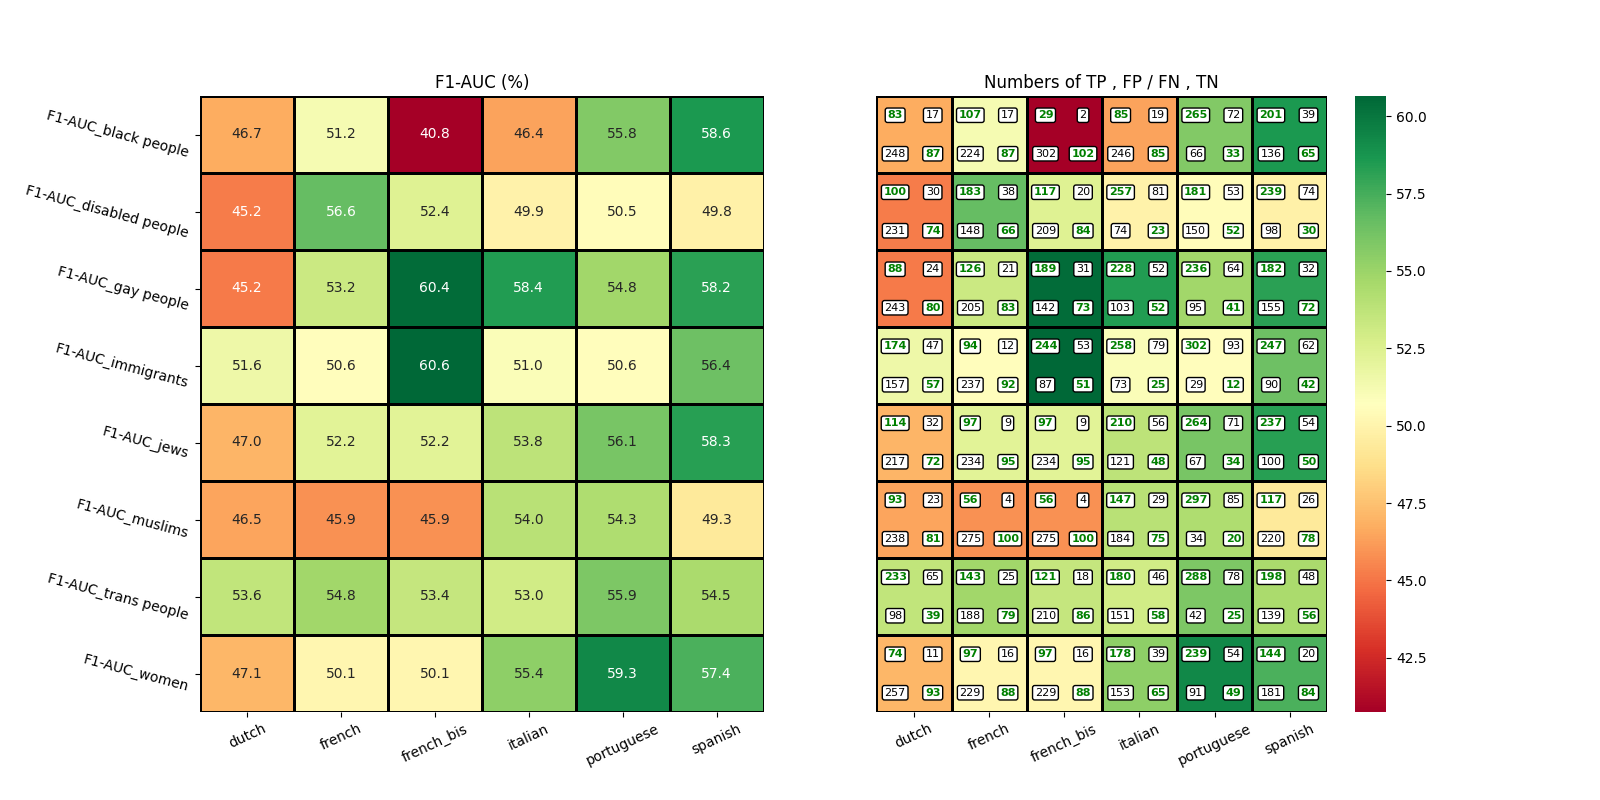 F1-AUC (%)
Numbers of TP , FP / FN , TN
F1-AUC_black people
46.7 51.2 40.8 46.4 55.8 58.6
83 17 107 17 29 2 85 19 265 72 201 39
248 87 224 87 302 102 246 85 66 33 136 65
F1-AUC_disabled people
45.2 56.6 52.4 49.9 50.5 49.8
100 30 183 38 117 20 257 81 181 53 239 74
231 74 148 66 209 84 74 23 150 52 98 30
F1-AUC_gay people
45.2 53.2 60.4 58.4 54.8 58.2
88 24 126 21 189 31 228 52 236 64 182 32
243 80 205 83 142 73 103 52 95 41 155 72
F1-AUC_immigrants
51.6 50.6 60.6 51.0 50.6 56.4
174 47 94 12 244 53 258 79 302 93 247 62
157 57 237 92 87 51 73 25 29 12 90 42
F1-AUC_jews
47.0 52.2 52.2 53.8 56.1 58.3
114 32 97 9 97 9 210 56 264 71 237 54
217 72 234 95 234 95 121 48 67 34 100 50
F1-AUC_muslims
46.5 45.9 45.9 54.0 54.3 49.3
93 23 56 4 56 4 147 29 297 85 117 26
238 81 275 100 275 100 184 75 34 20 220 78
F1-AUC_trans people
53.6 54.8 53.4 53.0 55.9 54.5
233 65 143 25 121 18 180 46 288 78 198 48
98 39 188 79 210 86 151 58 42 25 139 56
F1-AUC_women
47.1 50.1 50.1 55.4 59.3 57.4
74 11 97 16 97 16 178 39 239 54 144 20
257 93 229 88 229 88 153 65 91 49 181 84
dutch french french_bis italian portuguese spanish
dutch french french_bis italian portuguese spanish
60.0
57.5
55.0
52.5
50.0
47.5
45.0
42.5